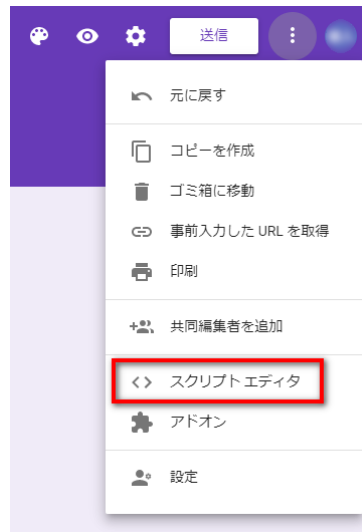 送信
元に戻す
コピーを作成
ゴミ箱に移動
事前入力した URL を取得
印刷
共同編集者を追加
スクリプト エディタ
アドオン
設定